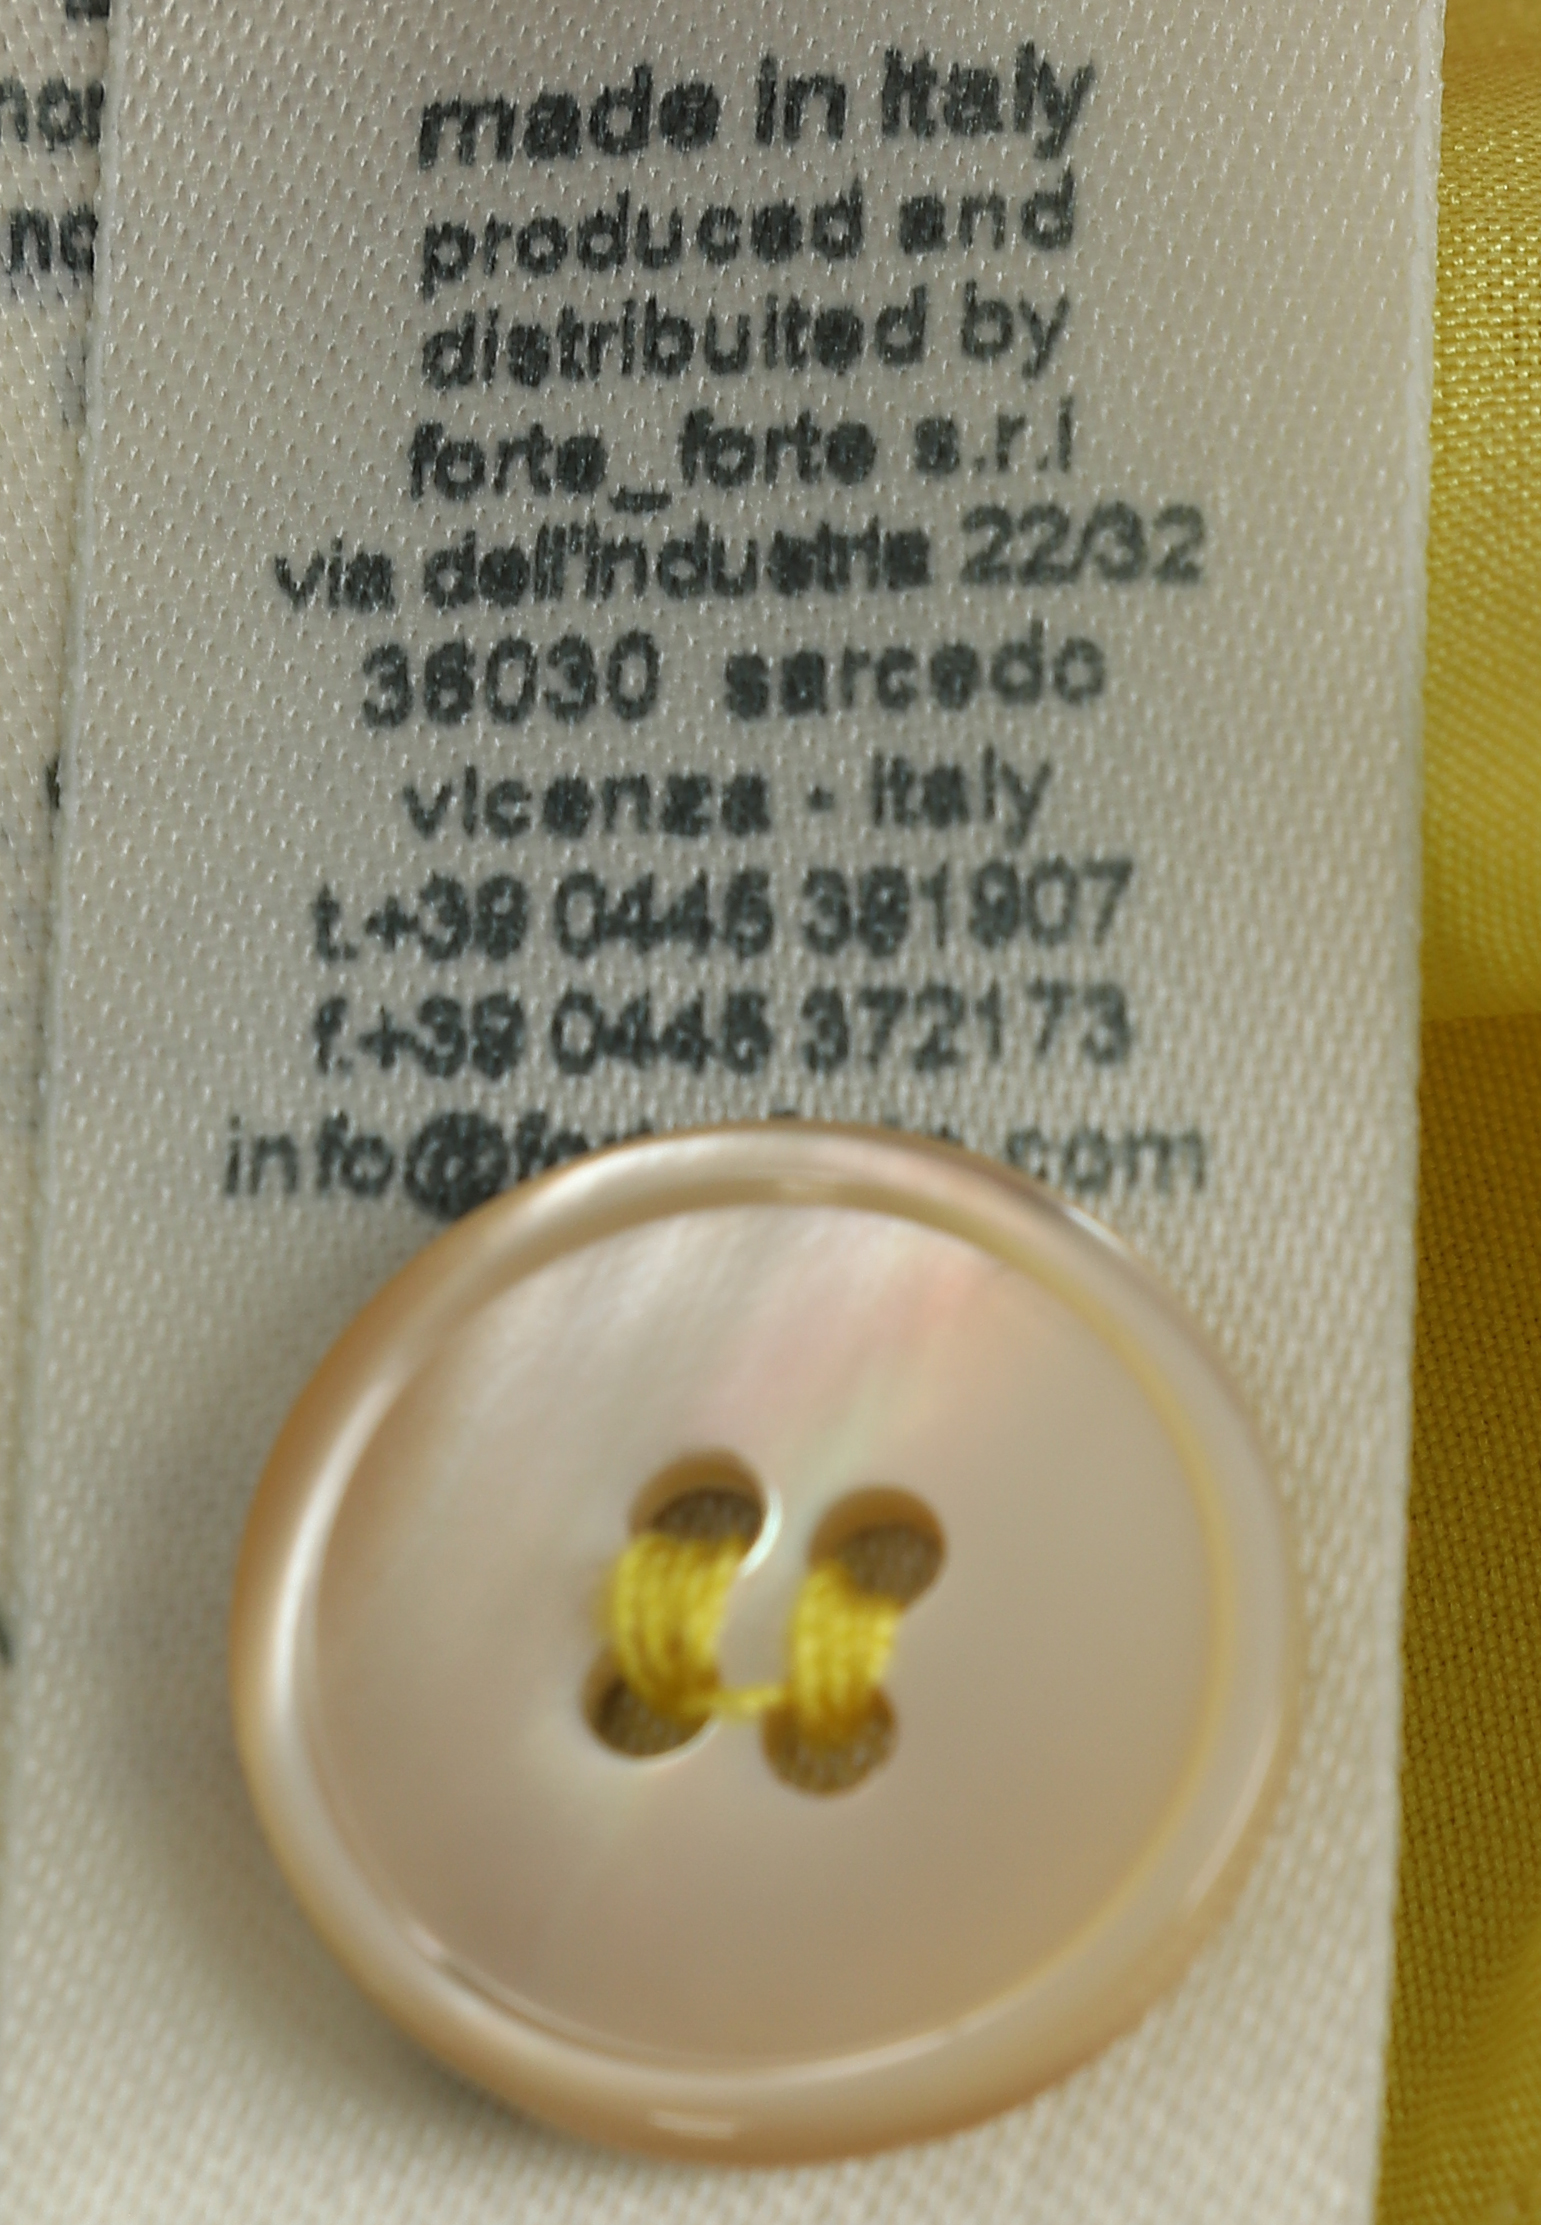 made in italy
produced and
distribuited by
forte_forte s.r.l
via dell'industria 22/32
36030 sarcedo
vicenza - italy
t.+39 0445 381907
f.+39 0445 372173